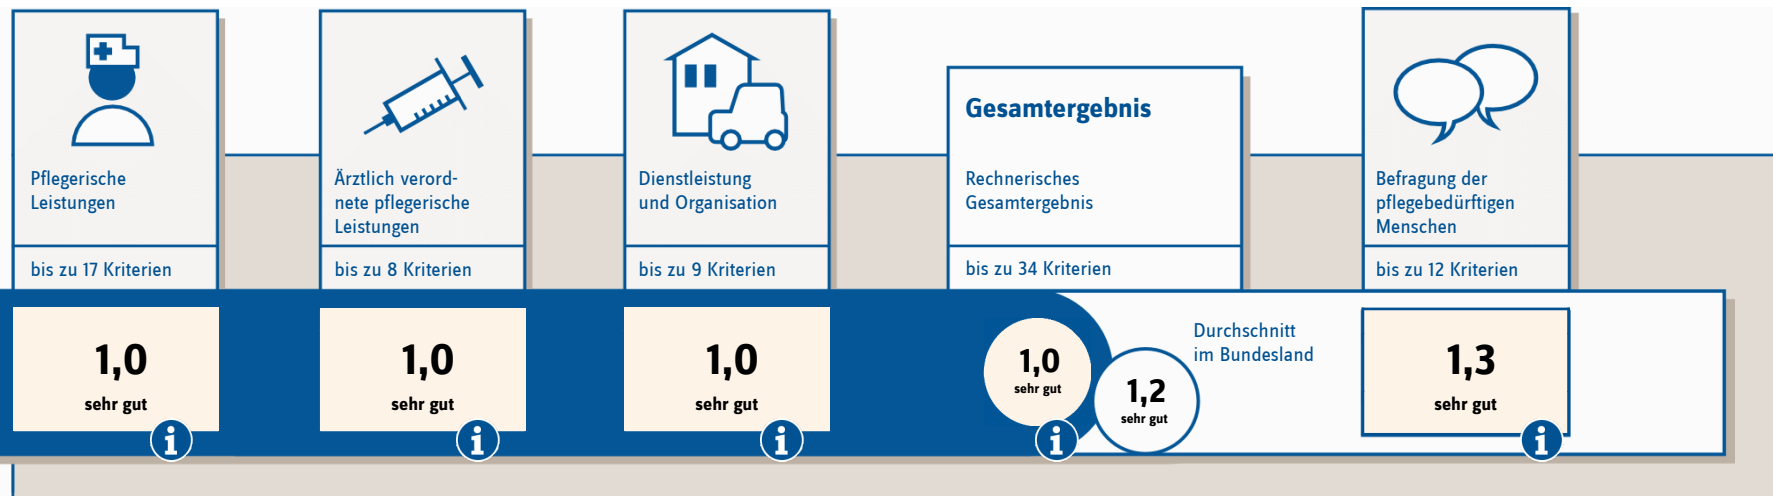 Pflegerische
Leistungen
bis zu 17 Kriterien
1,0
sehr gut
i
Ärztlich verord-
nete pflegerische
Leistungen
bis zu 8 Kriterien
1,0
sehr gut
i
Dienstleistung
und Organisation
bis zu 9 Kriterien
1,0
sehr gut
i
Gesamtergebnis
Rechnerisches
Gesamtergebnis
bis zu 34 Kriterien
1,0
sehr gut
i
1,2
sehr gut
Durchschnitt
im Bundesland
Befragung der
pflegebedürftigen
Menschen
bis zu 12 Kriterien
1,3
sehr gut
i